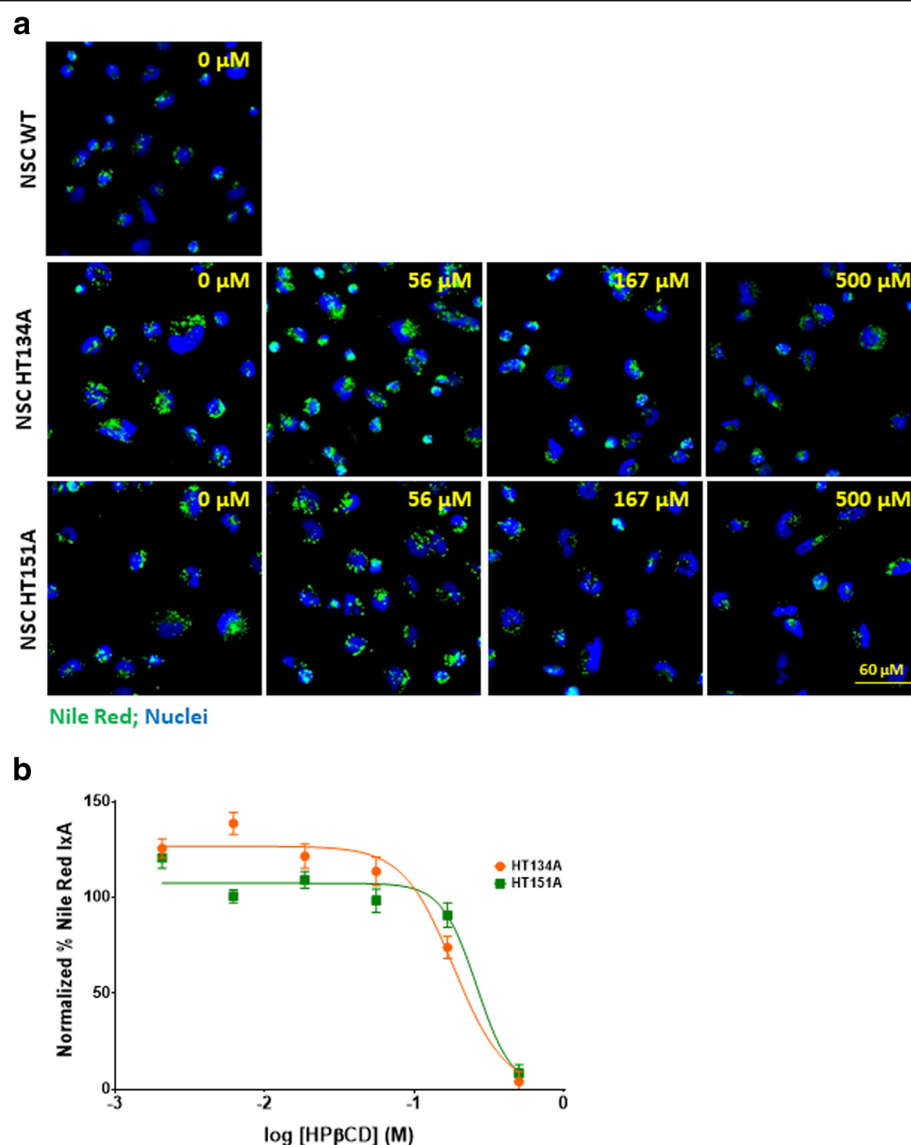 a
NSC WT
0 µM
NSC HT134A
0 µM
56 µM
167 µM
500 µM
NSC HT151A
0 µM
56 µM
167 µM
500 µM
60 µM
Nile Red; Nuclei
b
Normalized % Nile Red IxA
150
100
50
0
-3
-2
-1
0
log [HPβCD] (M)
HT134A
HT151A